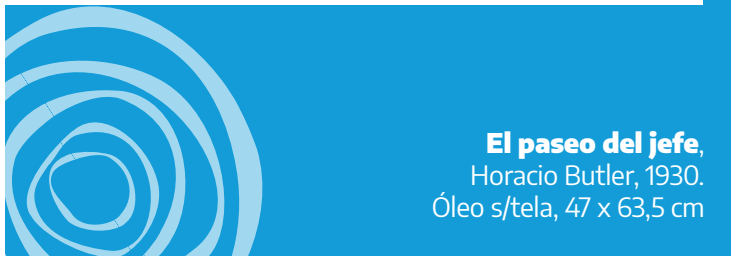 El paseo del jefe,
Horacio Butler, 1930.
Óleo s/tela, 47 x 63,5 cm